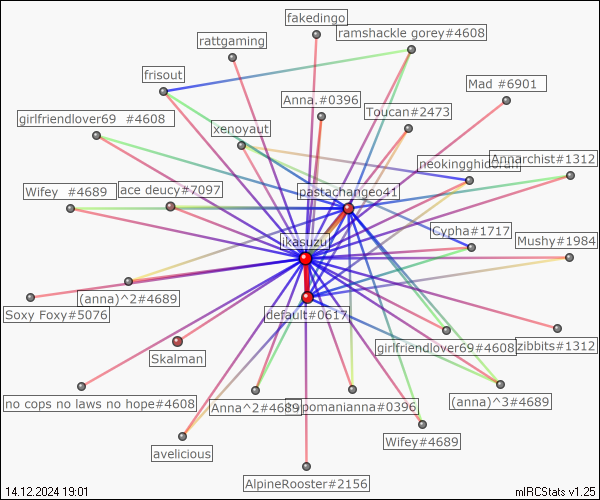 fakedingo
ramshackle gorey#4608
rattgaming
frisout
Mad #6901
Anna.#0396
Toucan#2473
girlfriendlover69 #4608
xenoyaut
neokingghidorah
Annarchist#1312
Wifey #4689
ace deucy#7097
pastachangeo41
Cypha#1717
ikasuzu
Mushy#1984
(anna)^2#4689
Soxy Foxy#5076
default#0617
Skalman
girlfriendlover69#4608
zibbits#1312
no cops no laws no hope#4608
Anna^2#4689
pomanianna#0396
(anna)^3#4689
Wifey#4689
avelicious
AlpineRooster#2156
14.12.2024 19:01
mIRCStats v1.25